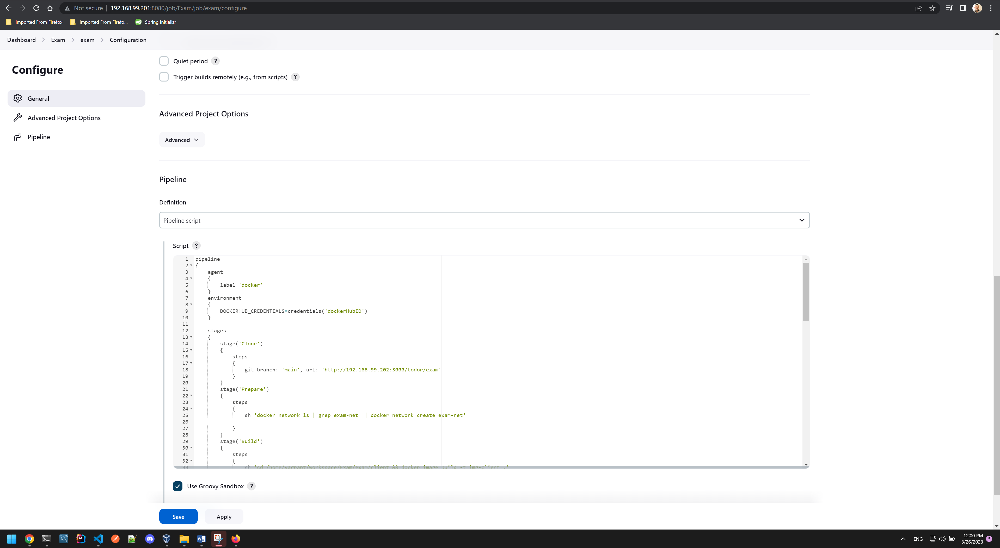 Not secure 192.168.99.201:8080/job/Exam/job/exam/configure
Imported From Firefox Imported From Firefo... Spring Initializr
Dashboard Exam exam Configuration
Configure
General
Advanced Project Options
Pipeline
Quiet period ?
Trigger builds remotely (e.g., from scripts) ?
Advanced Project Options
Advanced
Pipeline
Definition
Pipeline script
Script ?
1 pipeline
2 {
3 agent
4 {
5 label 'docker'
6 }
7 environment
8 {
9 DOCKERHUB_CREDENTIALS=credentials('dockerHubID')
10 }
11
12 stages
13 {
14 stage('Clone')
15 {
16 steps
17 {
18 git branch: 'main', url: 'http://192.168.99.202:3000/todor/exam'
19 }
20 }
21 stage('Prepare')
22 {
23 steps
24 {
25 sh 'docker network ls | grep exam-net || docker network create exam-net'
26
27 }
28 }
29 stage('Build')
30 {
31 steps
32 {
33 sh 'cd /home/vagrant/workspace/Exam/exam/client && docker image build -t img-client .'
Use Groovy Sandbox ?
Save Apply
ENG
12:00 PM
3/26/2023
5